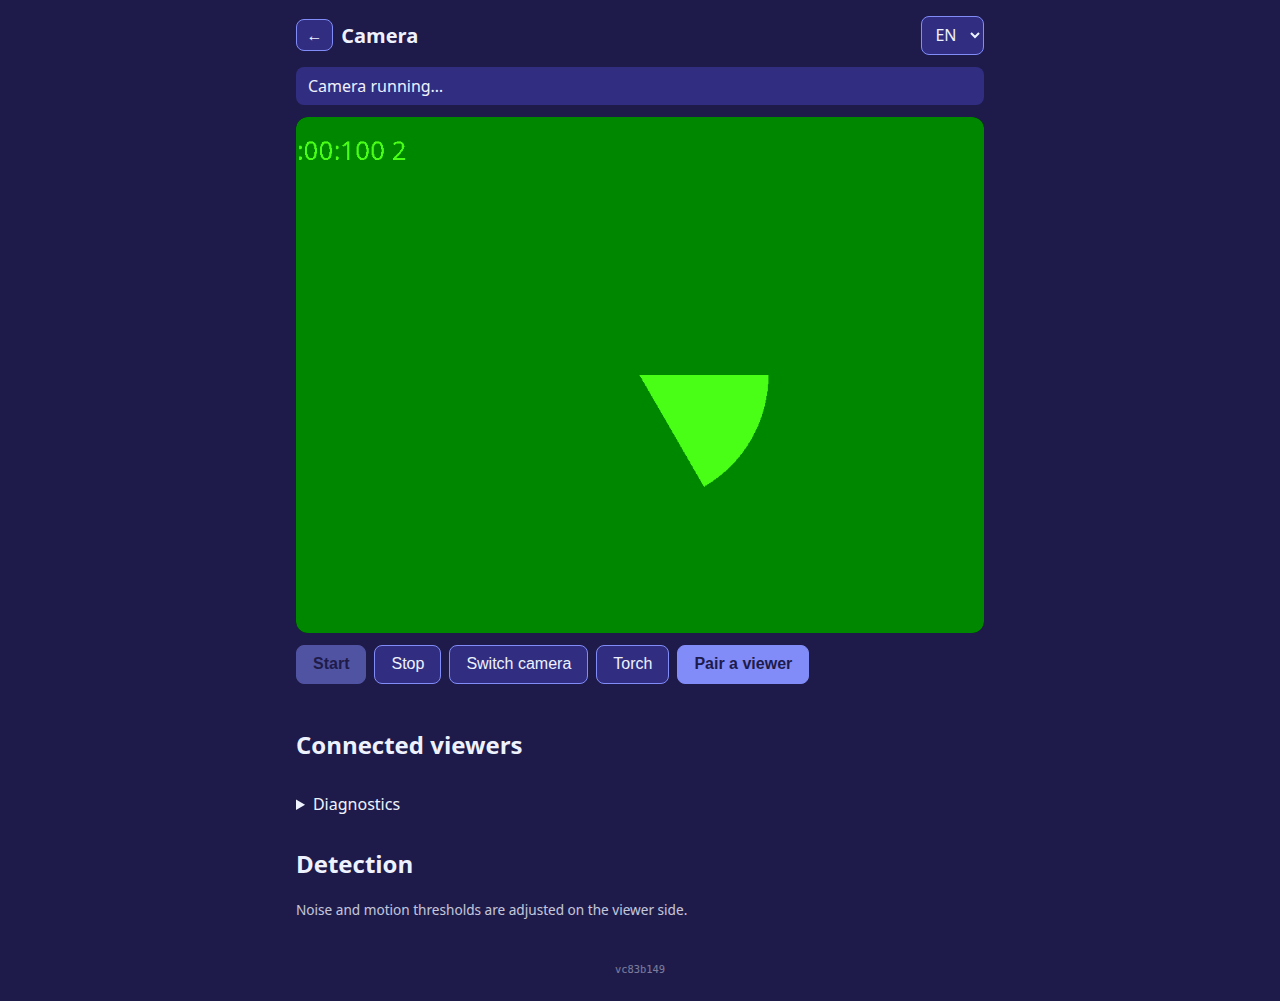 ← Camera EN
Camera running...
:00:100 2
Start Stop Switch camera Torch Pair a viewer
Connected viewers
Diagnostics
Detection
Noise and motion thresholds are adjusted on the viewer side.
vc83b149